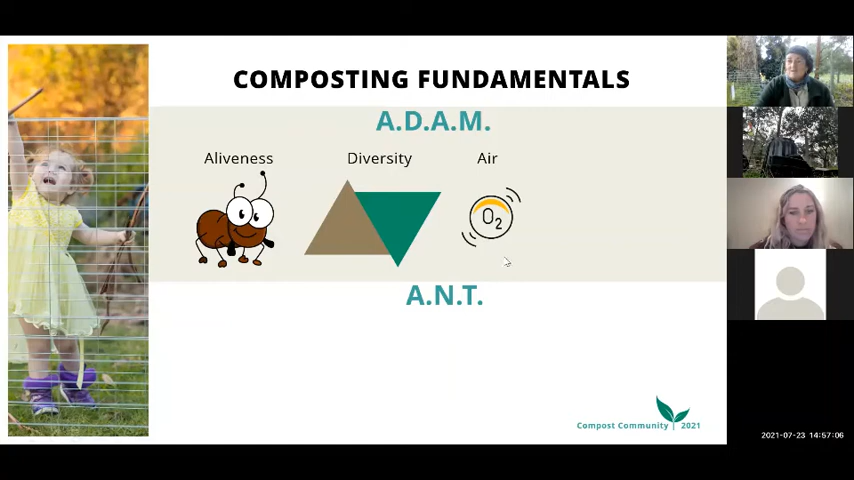 COMPOSTING FUNDAMENTALS
A.D.A.M.
Aliveness Diversity Air
O2
A.N.T.
Compost Community | 2021
2021-07-23 14:57:06